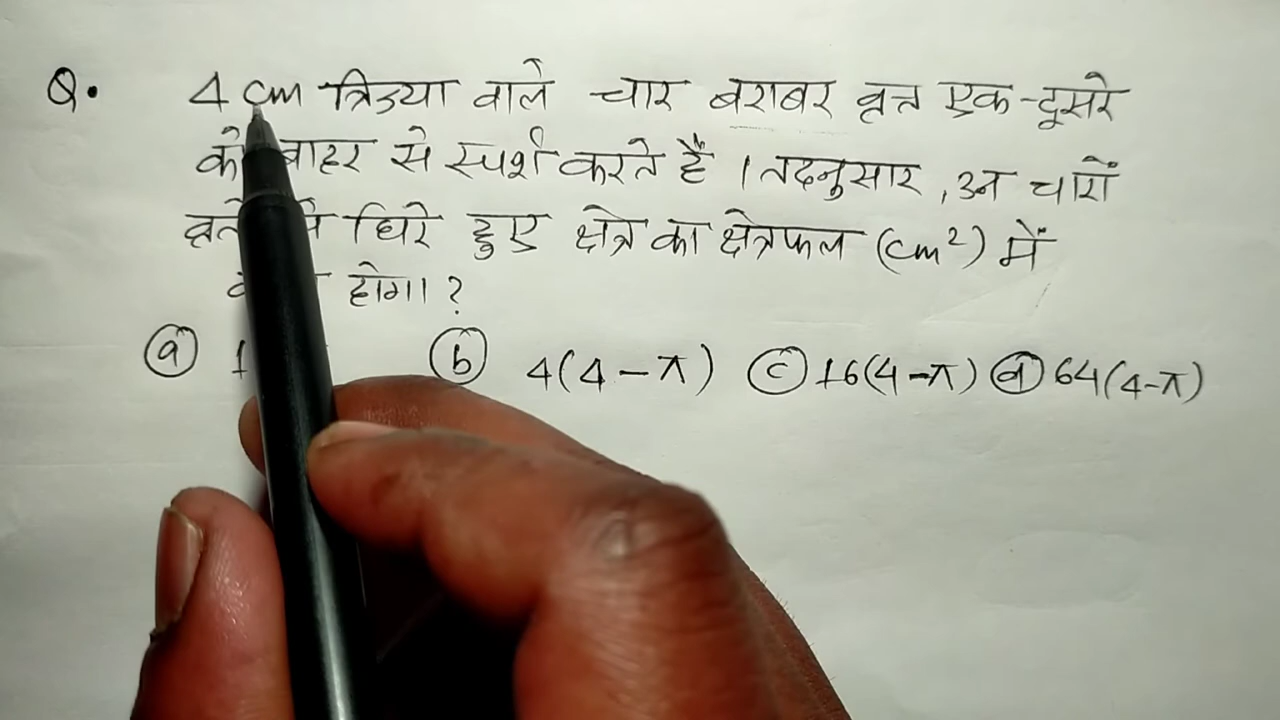 Q. 4 cm त्रिज्या वाले चार बराबर वृत्त एक-दूसरे
को बाहर से स्पर्श करते हैं । तदनुसार, उन चारों
घिरे हुए क्षेत्र का क्षेत्रफल (cm²) में
होगा ?
(a) (b) 4(4-π) (c) 16(4-π) (d) 64(4-π)